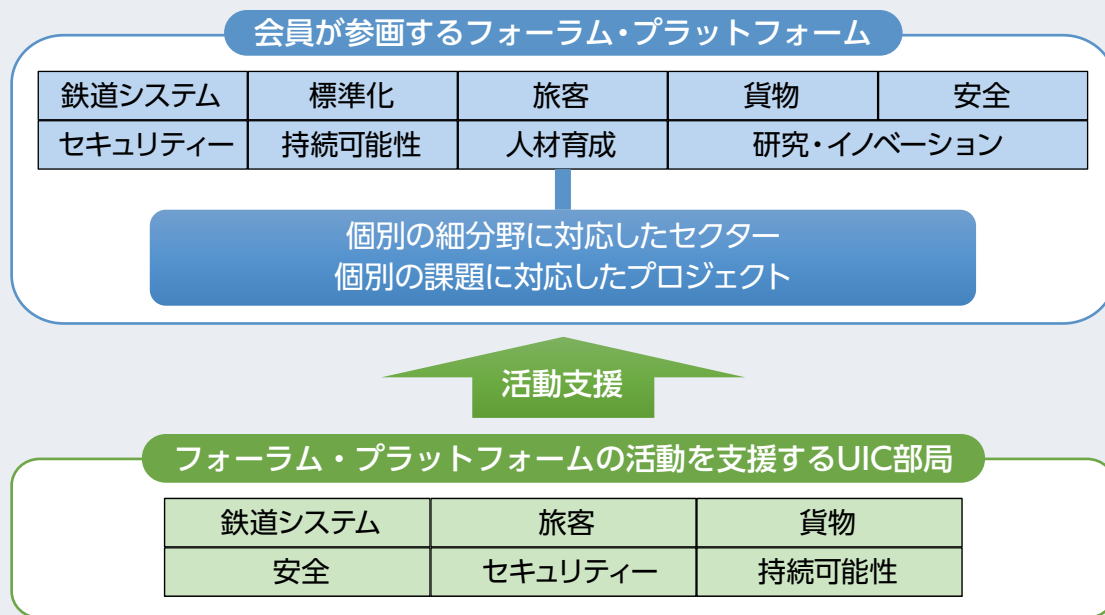 会員が参画するフォーラム・プラットフォーム
鉄道システム 標準化 旅客 貨物 安全
セキュリティー 持続可能性 人材育成 研究・イノベーション
個別の細分野に対応したセクター
個別の課題に対応したプロジェクト
活動支援
フォーラム・プラットフォームの活動を支援するUIC部局
鉄道システム 旅客 貨物
安全 セキュリティー 持続可能性